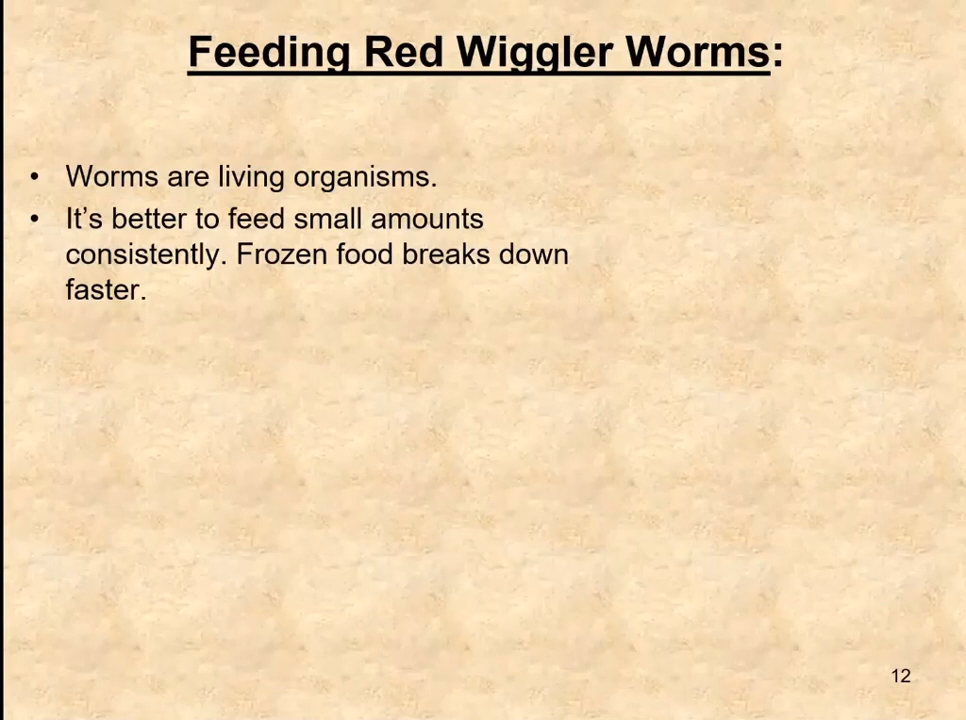 Feeding Red Wiggler Worms:
• Worms are living organisms.
• It’s better to feed small amounts
consistently. Frozen food breaks down
faster.
12